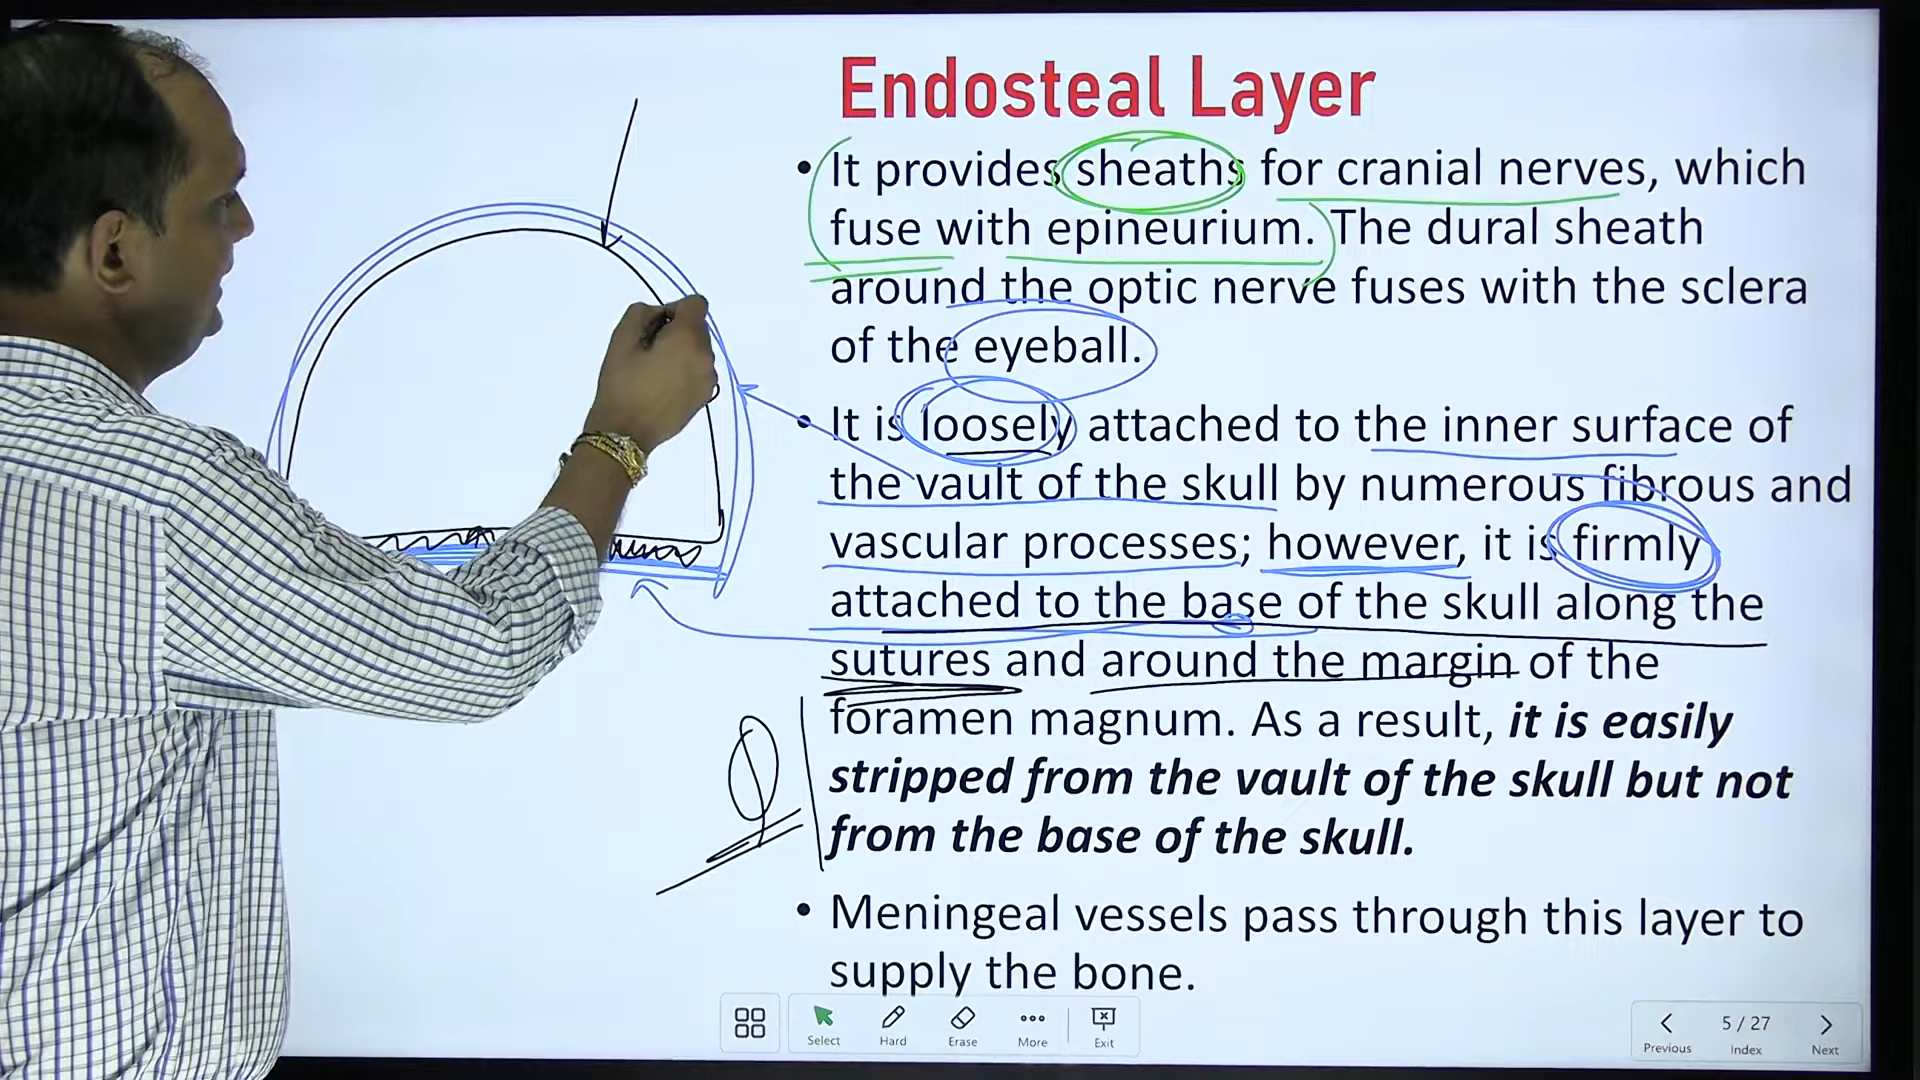 Endosteal Layer
• It provides sheaths for cranial nerves, which
fuse with epineurium. The dural sheath
around the optic nerve fuses with the sclera
of the eyeball.
• It is loosely attached to the inner surface of
the vault of the skull by numerous fibrous and
vascular processes; however, it is firmly
attached to the base of the skull along the
sutures and around the margin of the
foramen magnum. As a result, it is easily
stripped from the vault of the skull but not
from the base of the skull.
• Meningeal vessels pass through this layer to
supply the bone.
Select Hard Erase More Exit
Previous 5 / 27 Index Next